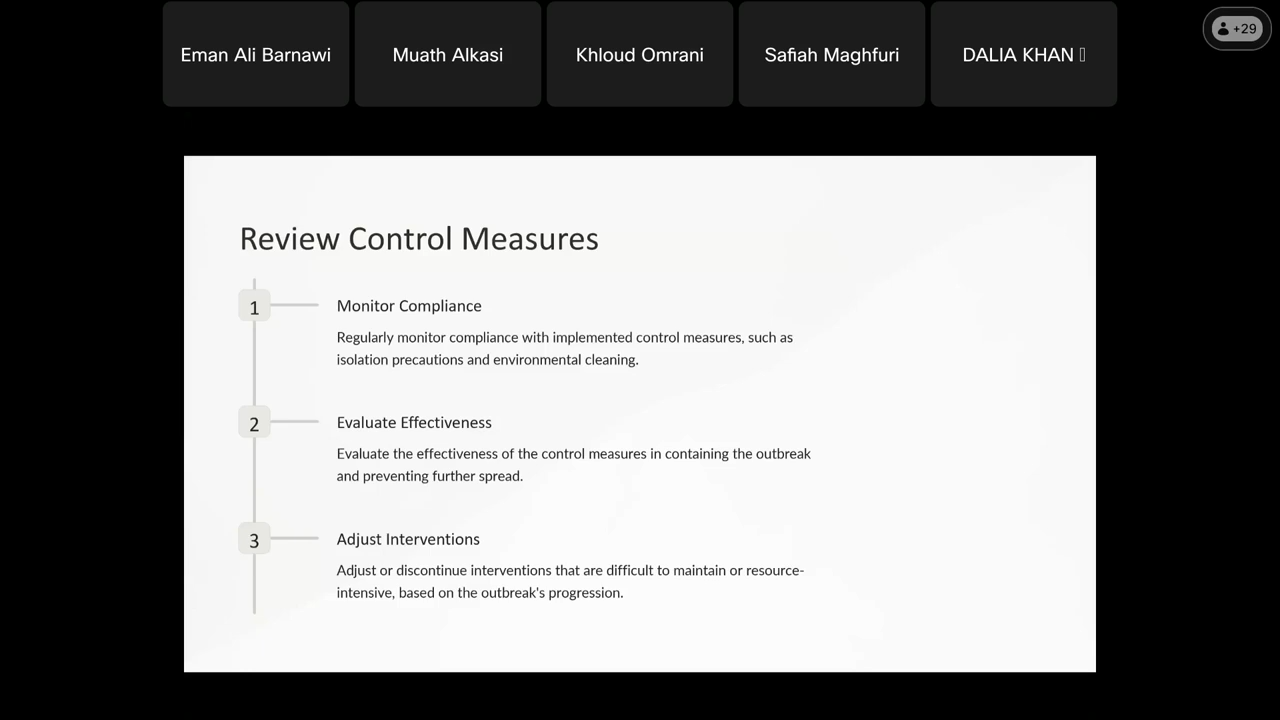 Eman Ali Barnawi
Muath Alkasi
Khloud Omrani
Safiah Maghfuri
DALIA KHAN
+29
Review Control Measures
1
Monitor Compliance
Regularly monitor compliance with implemented control measures, such as
isolation precautions and environmental cleaning.
2
Evaluate Effectiveness
Evaluate the effectiveness of the control measures in containing the outbreak
and preventing further spread.
3
Adjust Interventions
Adjust or discontinue interventions that are difficult to maintain or resource-
intensive, based on the outbreak's progression.